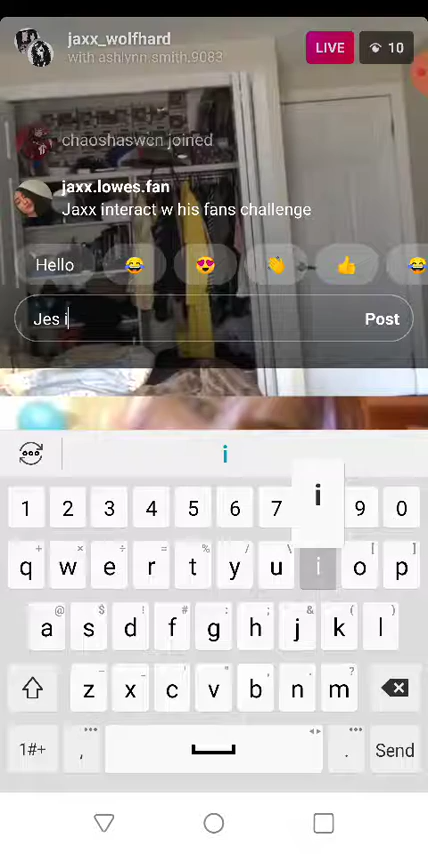 jaxx_wolfhard
with ashlynn.smith.9083
LIVE
10
chaoshaswcn joined
jaxx.lowes.fan
Jaxx interact w his fans challenge
Hello
Jes i
Post
i
i
1 2 3 4 5 6 7 9 0
q w e r t y u i o p
a s d f g h j k l
z x c v b n m
1#+ , . Send